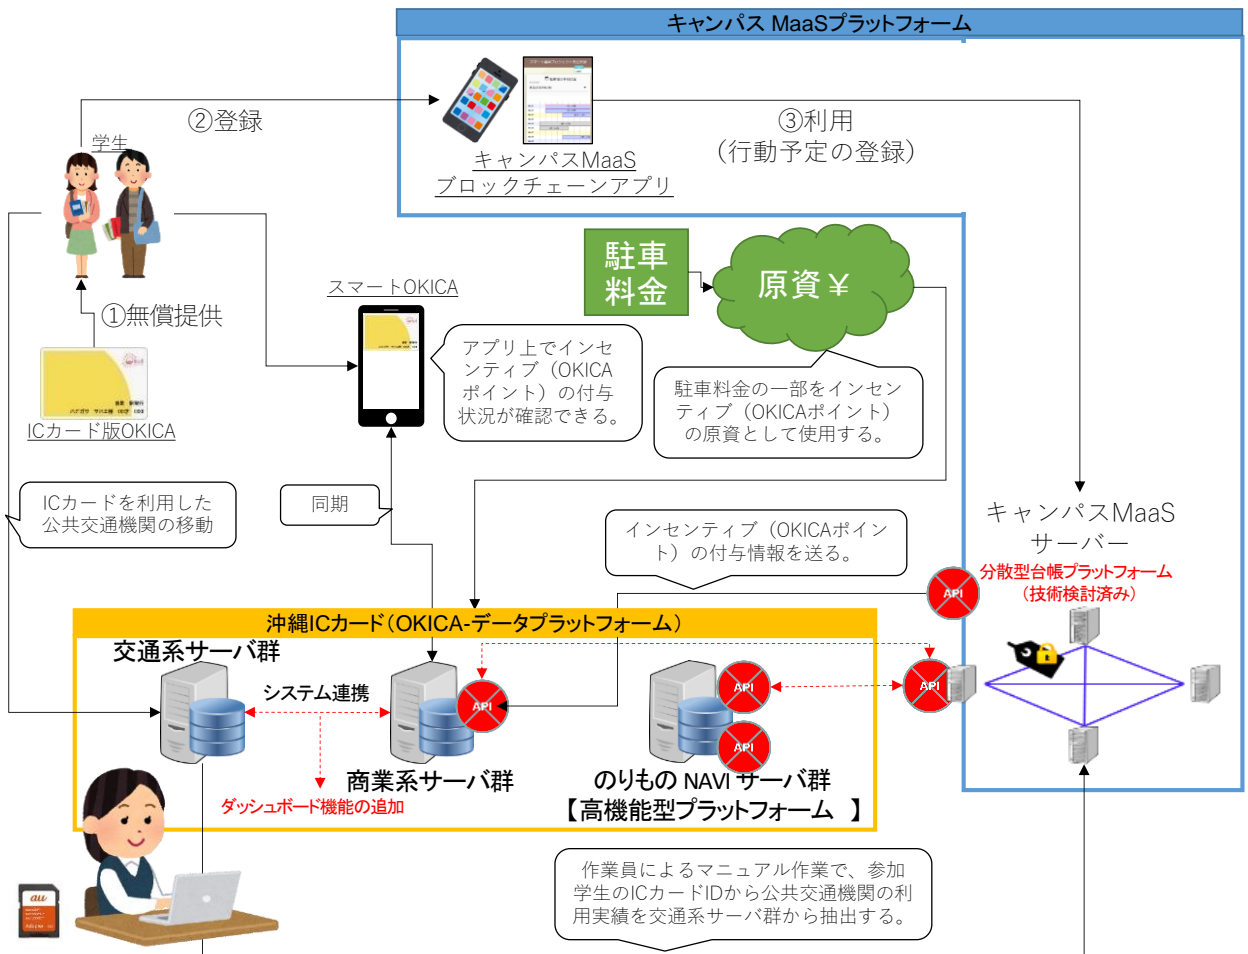 キャンパス MaaSプラットフォーム
②登録
学生
キャンパスMaaS
ブロックチェーンアプリ
③利用
（行動予定の登録）
駐車
料金
原資￥
①無償提供
ICカード版OKICA
スマートOKICA
アプリ上でインセ
ンティブ（OKICA
ポイント）の付与
状況が確認できる。
駐車料金の一部をインセン
ティブ（OKICAポイント）
の原資として使用する。
ICカードを利用した
公共交通機関の移動
同期
インセンティブ（OKICAポイン
ト）の付与情報を送る。
キャンパスMaaS
サーバー
分散型台帳プラットフォーム
（技術検討済み）
API
沖縄ICカード（OKICA-データプラットフォーム）
交通系サーバ群
システム連携
API
API
API
API
商業系サーバ群
のりもの NAVI サーバ群
【高機能型プラットフォーム 】
ダッシュボード機能の追加
作業員によるマニュアル作業で、参加
学生のICカードIDから公共交通機関の利
用実績を交通系サーバ群から抽出する。
au